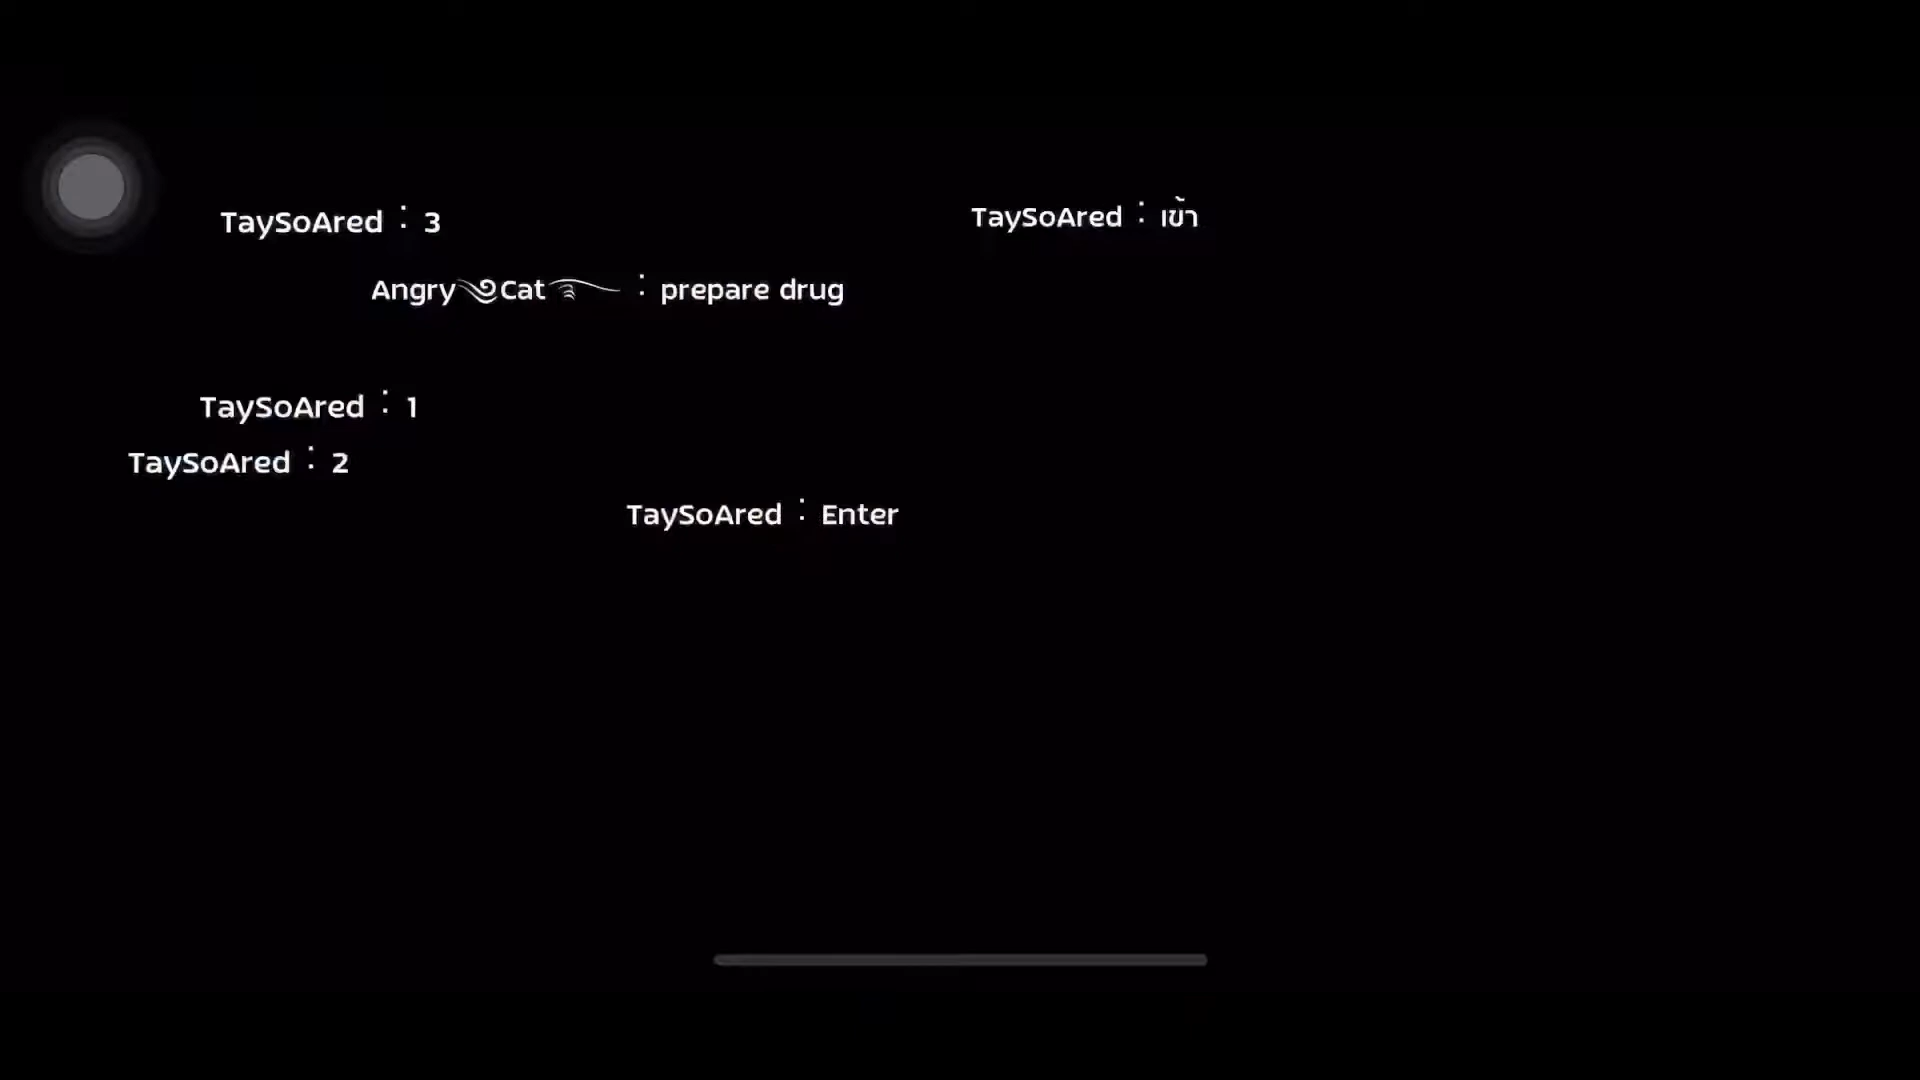 TaySoAred : 3
TaySoAred : เข้า
Angry༄Cat࿐ : prepare drug
TaySoAred : 1
TaySoAred : 2
TaySoAred : Enter